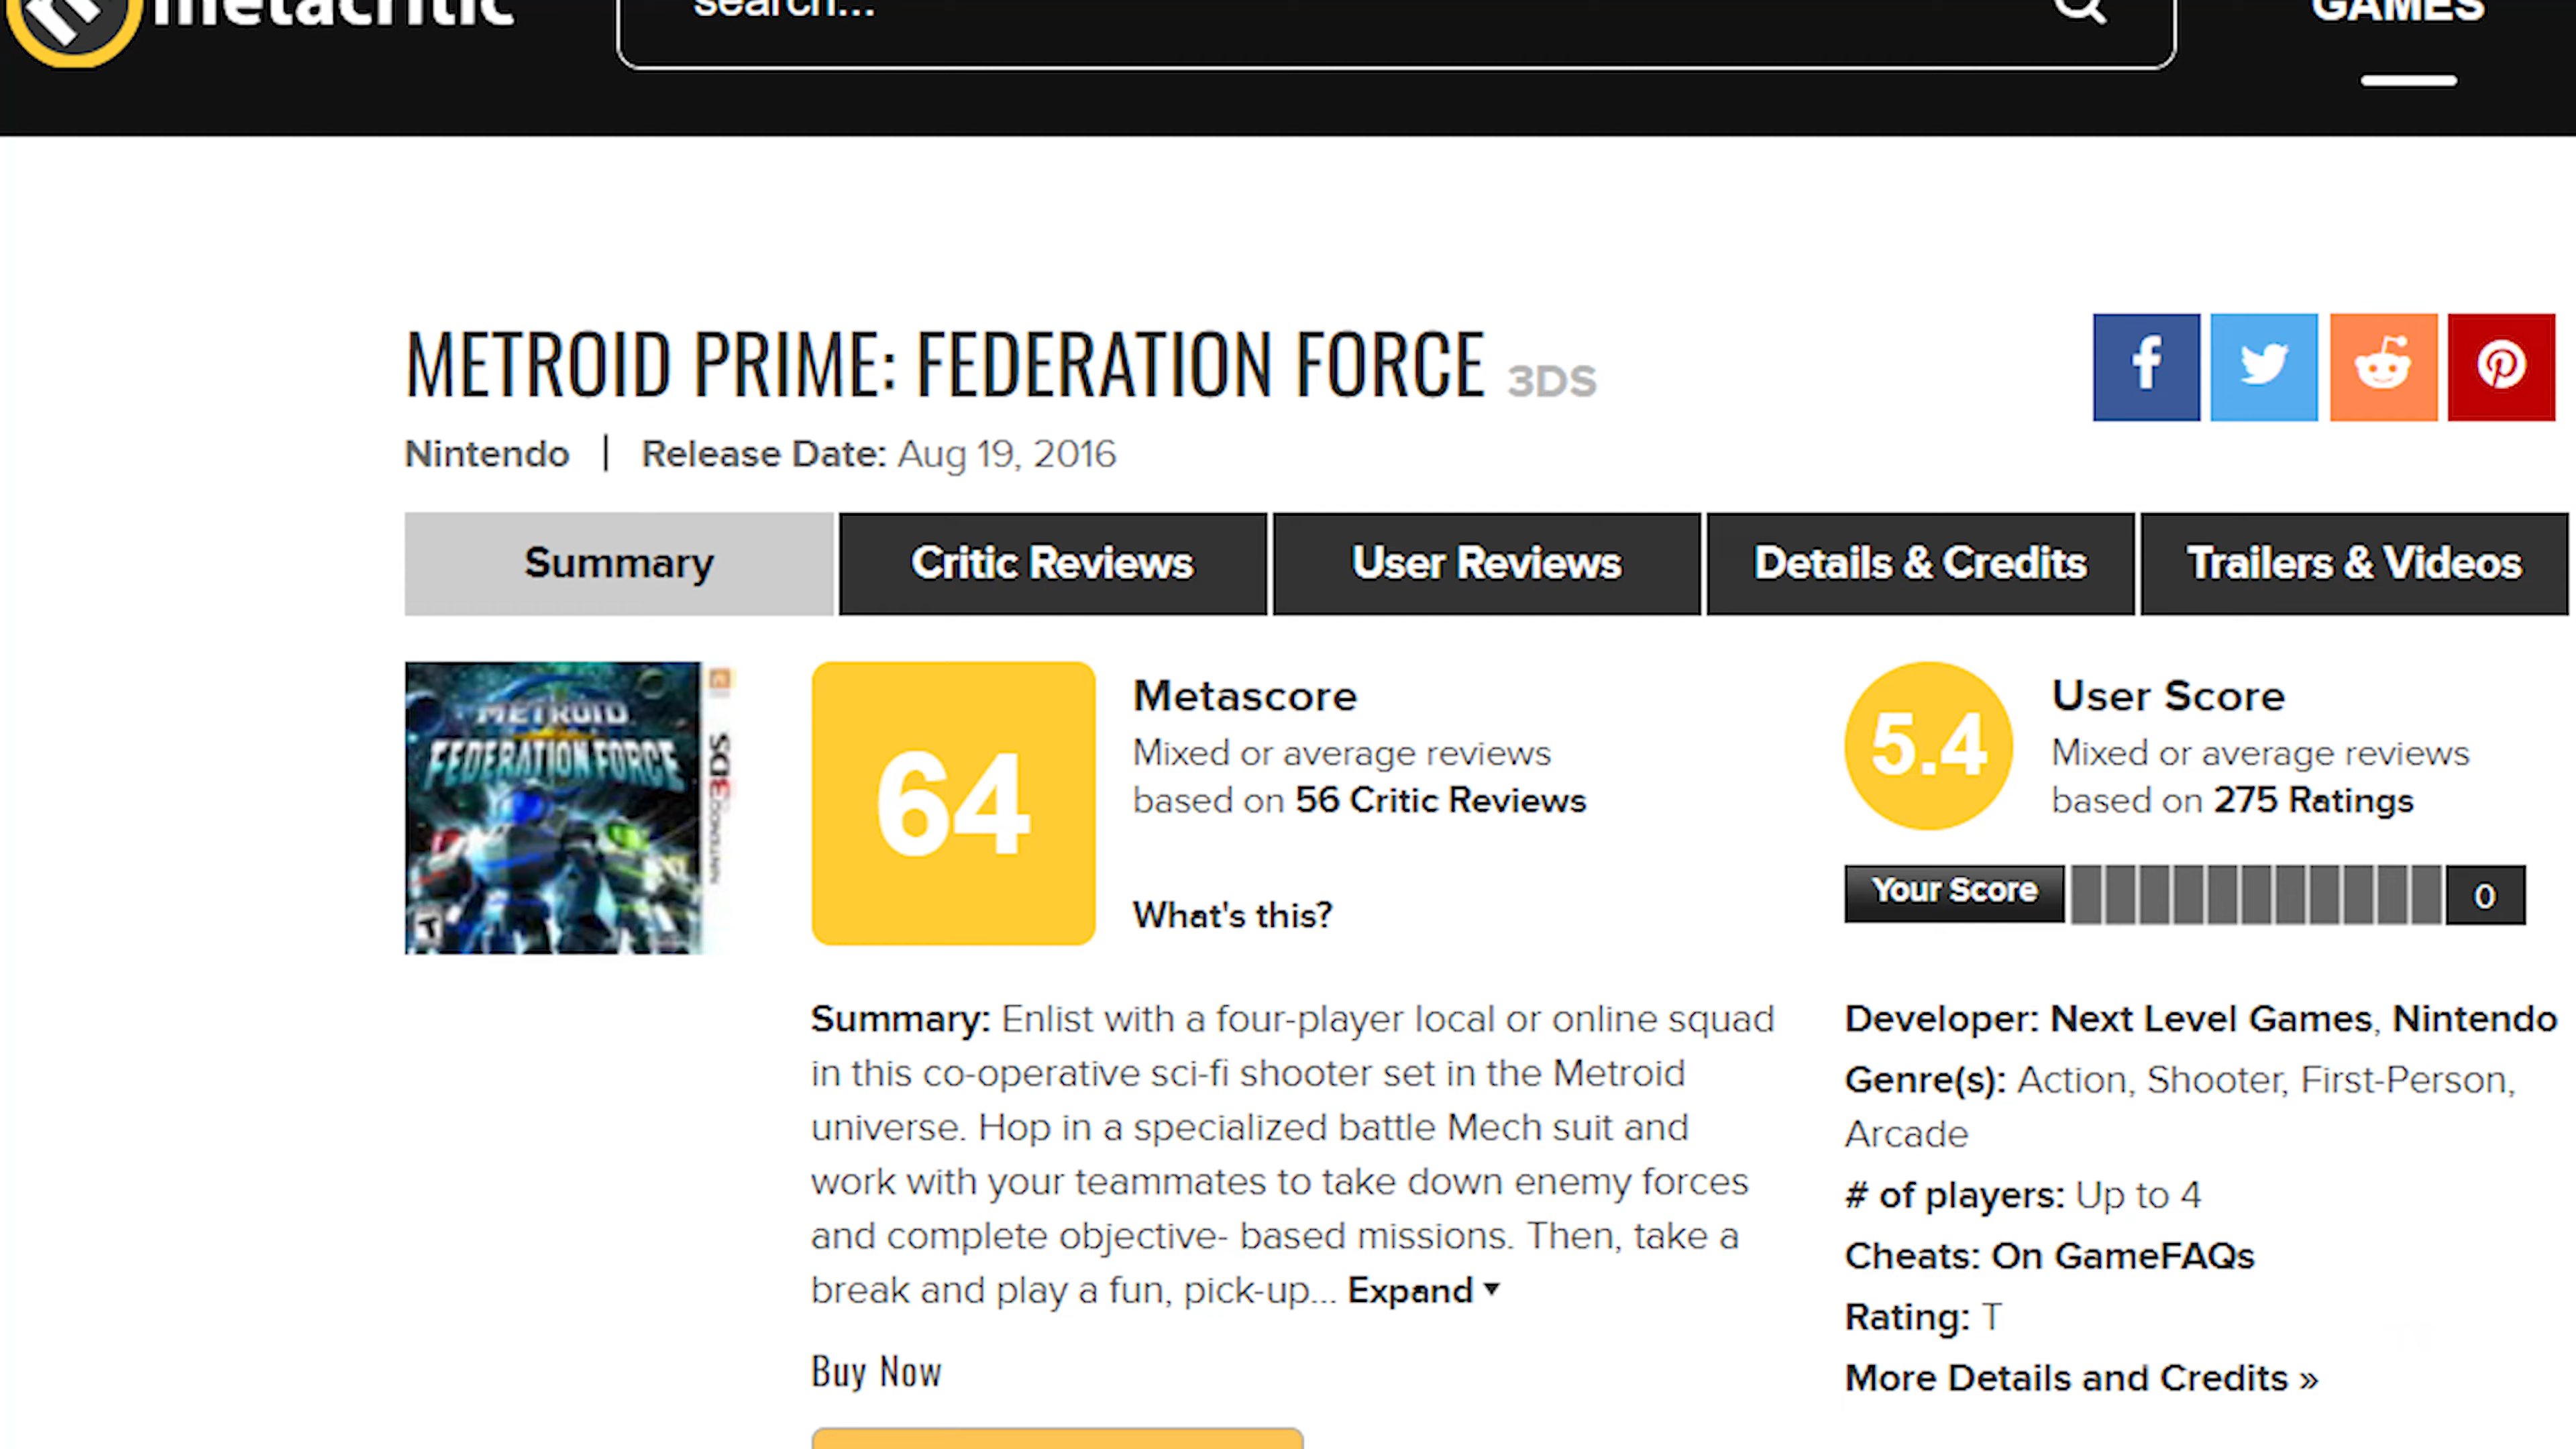 metacritic
search...
GAMES
METROID PRIME: FEDERATION FORCE 3DS
Nintendo | Release Date: Aug 19, 2016
Summary
Critic Reviews
User Reviews
Details & Credits
Trailers & Videos
METROID
FEDERATION FORCE
NINTENDO 3DS
T
64
Metascore
Mixed or average reviews
based on 56 Critic Reviews
What's this?
5.4
User Score
Mixed or average reviews
based on 275 Ratings
Your Score
0
Summary: Enlist with a four-player local or online squad
in this co-operative sci-fi shooter set in the Metroid
universe. Hop in a specialized battle Mech suit and
work with your teammates to take down enemy forces
and complete objective- based missions. Then, take a
break and play a fun, pick-up... Expand ▼
Buy Now
Developer: Next Level Games, Nintendo
Genre(s): Action, Shooter, First-Person,
Arcade
# of players: Up to 4
Cheats: On GameFAQs
Rating: T
More Details and Credits »